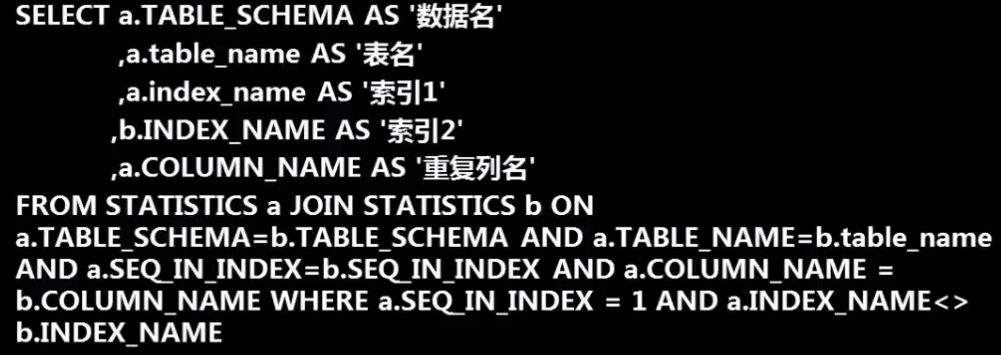 SELECT a.TABLE_SCHEMA AS '数据名'
,a.table_name AS '表名'
,a.index_name AS '索引1'
,b.INDEX_NAME AS '索引2'
,a.COLUMN_NAME AS '重复列名'
FROM STATISTICS a JOIN STATISTICS b ON
a.TABLE_SCHEMA=b.TABLE_SCHEMA AND a.TABLE_NAME=b.table_name
AND a.SEQ_IN_INDEX=b.SEQ_IN_INDEX AND a.COLUMN_NAME =
b.COLUMN_NAME WHERE a.SEQ_IN_INDEX = 1 AND a.INDEX_NAME<>
b.INDEX_NAME